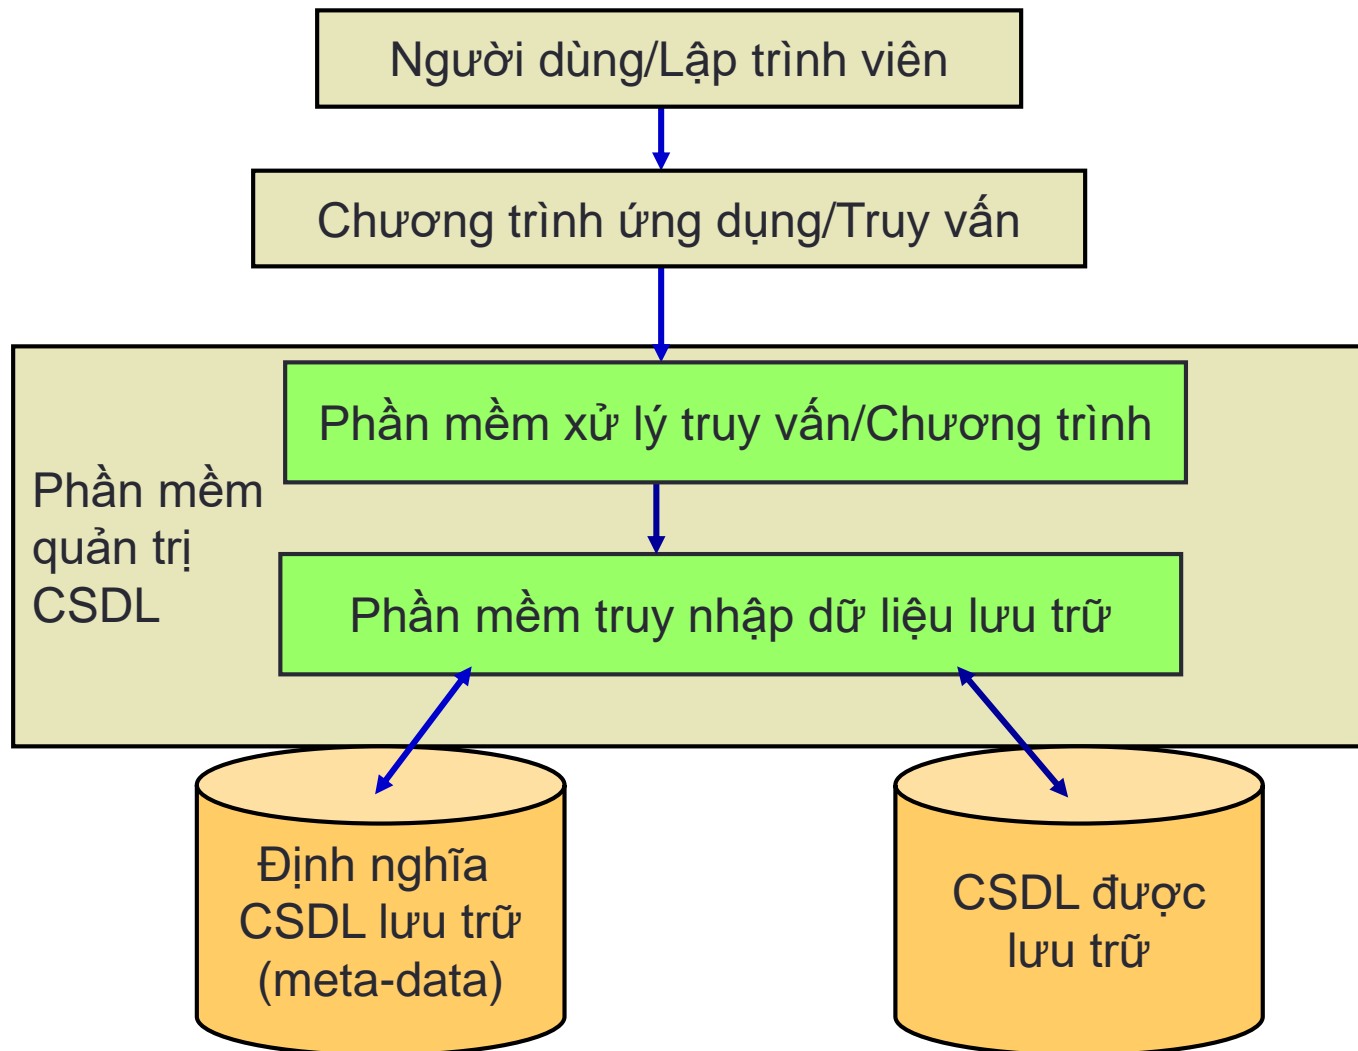 Người dùng/Lập trình viên
Chương trình ứng dụng/Truy vấn
Phần mềm xử lý truy vấn/Chương trình
Phần mềm
quản trị
CSDL
Phần mềm truy nhập dữ liệu lưu trữ
Định nghĩa
CSDL lưu trữ
(meta-data)
CSDL được
lưu trữ